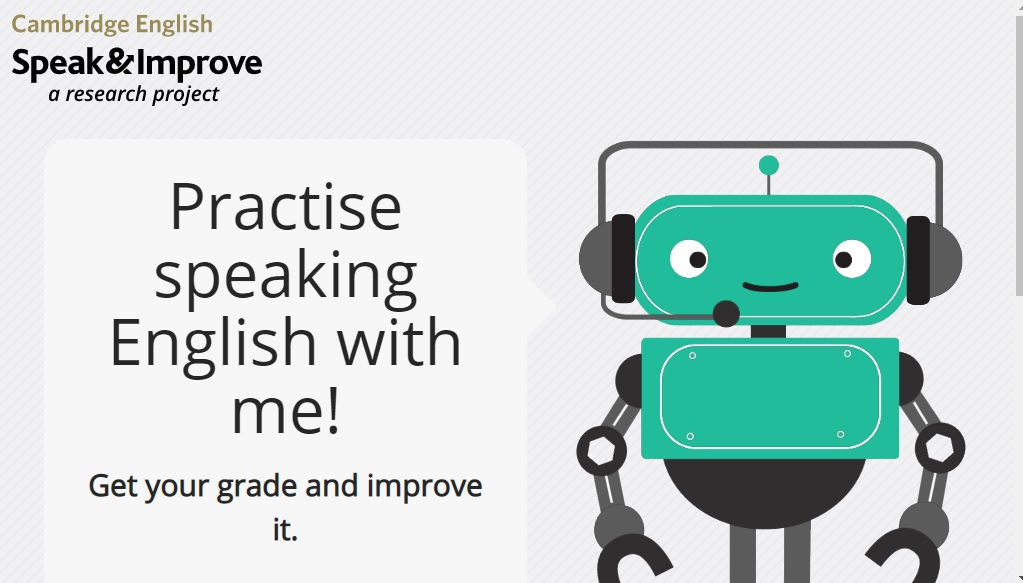 Cambridge English
Speak&Improve
a research project
Practise
speaking
English with
me!
Get your grade and improve
it.